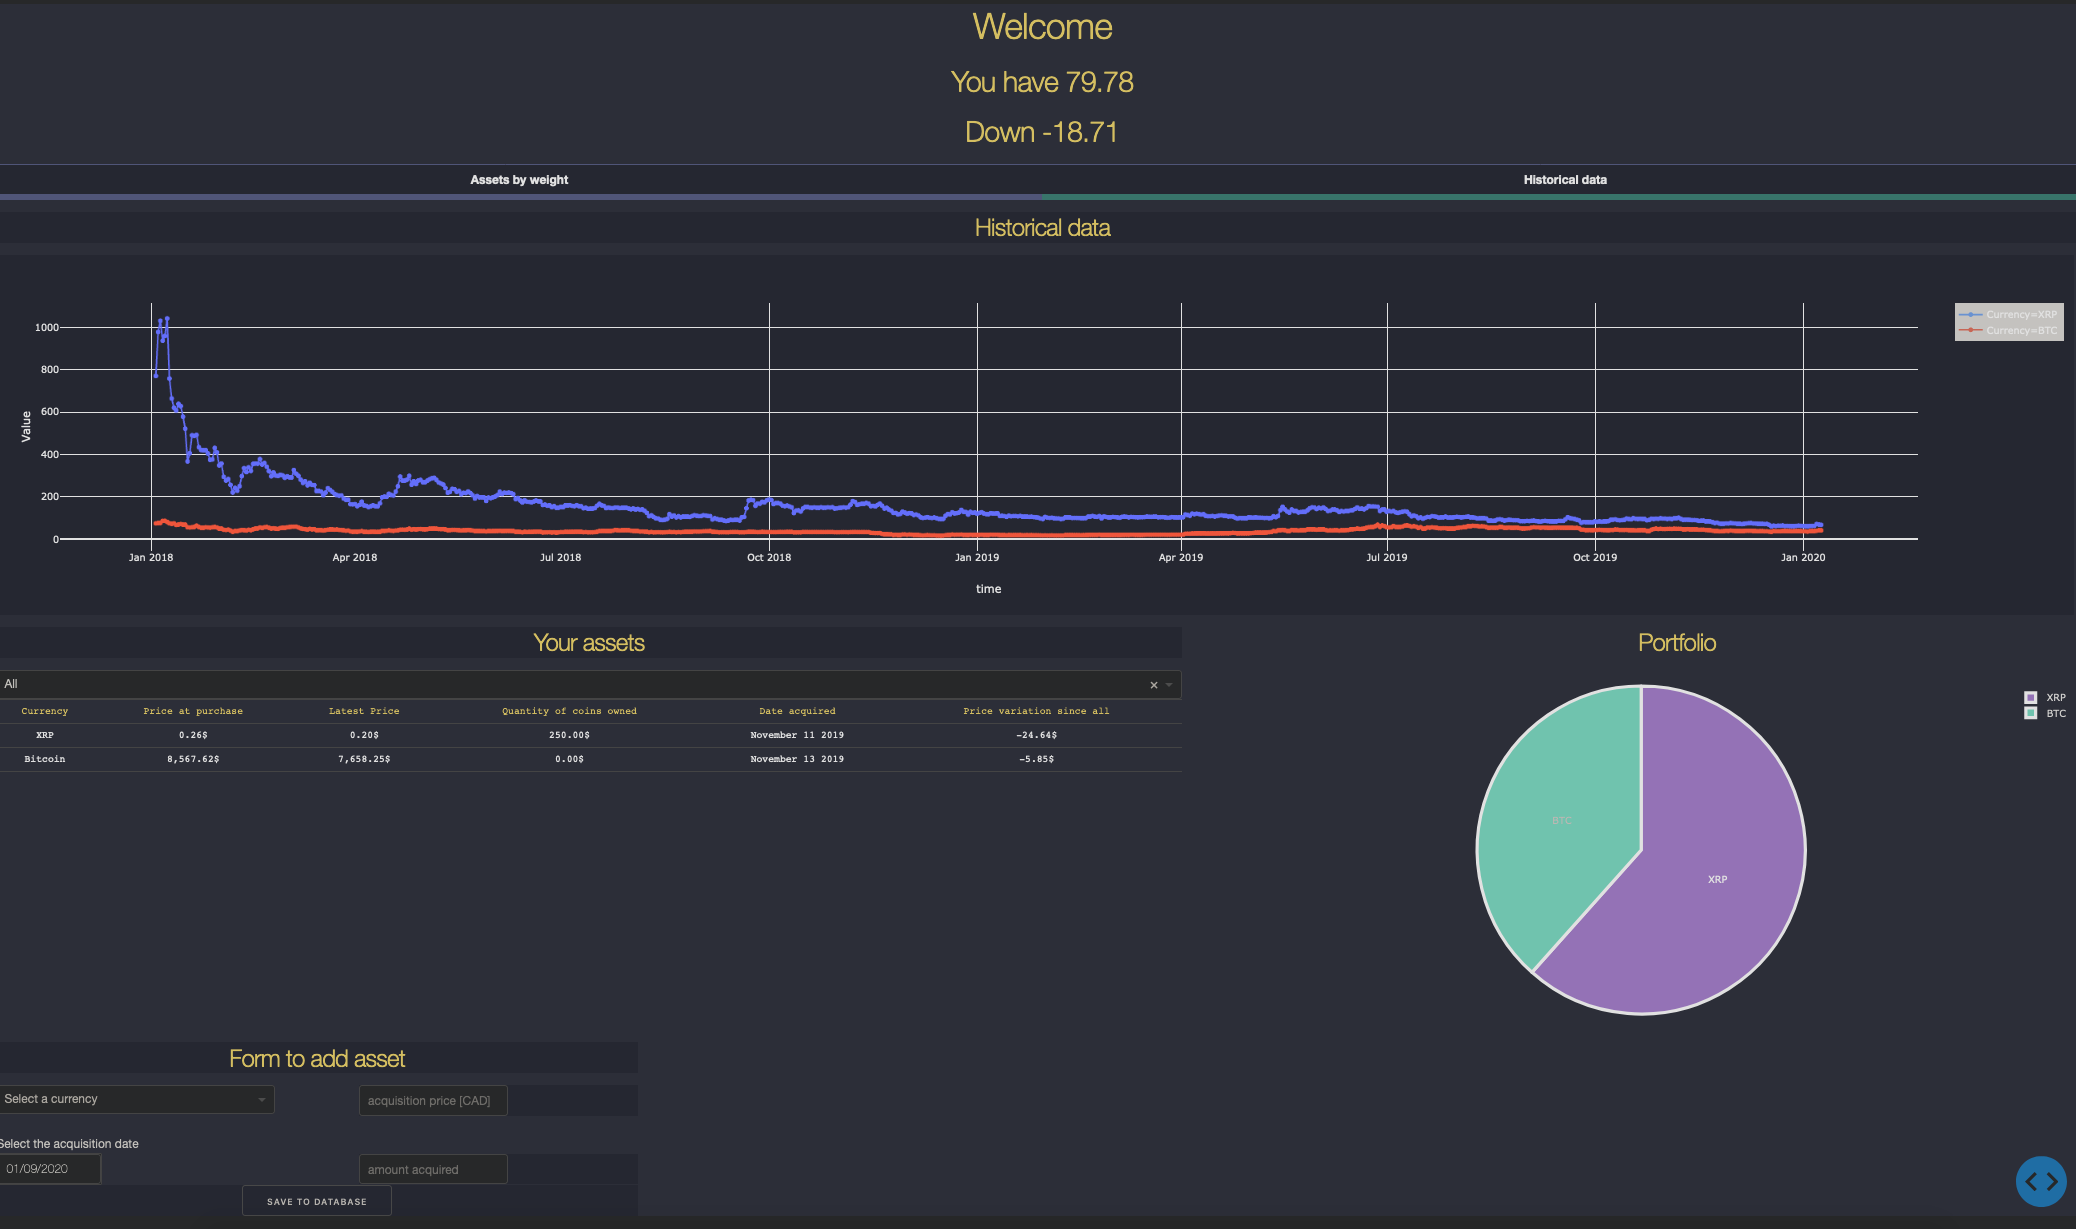 Welcome
You have 79.78
Down -18.71
Assets by weight
Historical data
Historical data
1000
800
600
400
200
0
Value
Jan 2018
Apr 2018
Jul 2018
Oct 2018
Jan 2019
Apr 2019
Jul 2019
Oct 2019
Jan 2020
time
Currency=XRP
Currency=BTC
Your assets
All
Currency Price at purchase Latest Price Quantity of coins owned Date acquired Price variation since all
XRP 0.26$ 0.20$ 250.00$ November 11 2019 -24.64$
Bitcoin 8,567.62$ 7,658.25$ 0.00$ November 13 2019 -5.85$
Portfolio
XRP
BTC
BTC
XRP
Form to add asset
Select a currency
acquisition price [CAD]
Select the acquisition date
01/09/2020
amount acquired
SAVE TO DATABASE